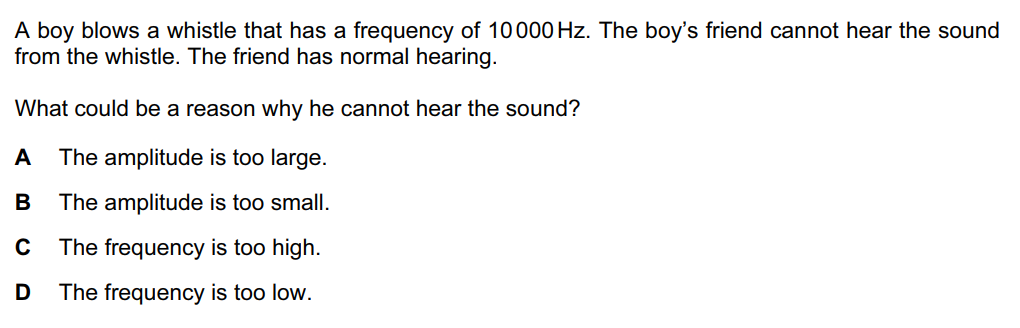 A boy blows a whistle that has a frequency of 10 000 Hz. The boy’s friend cannot hear the sound
from the whistle. The friend has normal hearing.
What could be a reason why he cannot hear the sound?
A The amplitude is too large.
B The amplitude is too small.
C The frequency is too high.
D The frequency is too low.